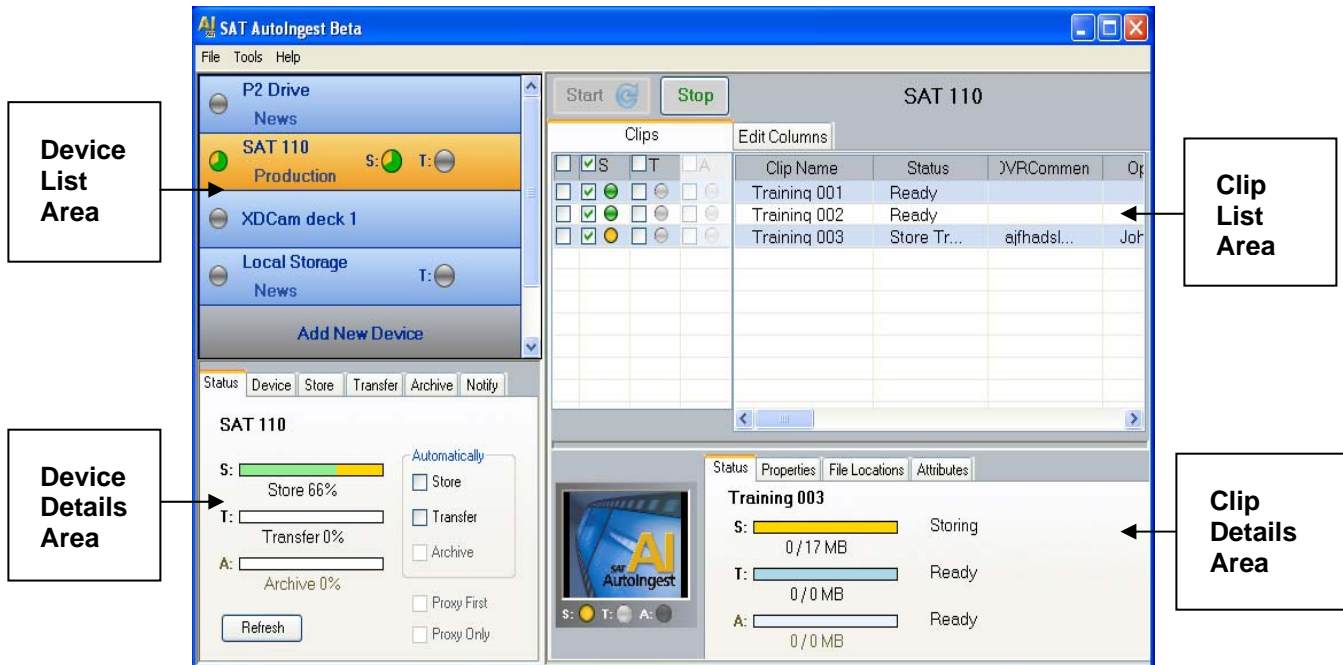 SAT AutoIngest Beta
File Tools Help
Device
List
Area
P2 Drive
News
SAT 110
Production
S: T:
XDCam deck 1
Local Storage
News
T:
Add New Device
Start Stop SAT 110
Clips Edit Columns
S T A Clip Name Status )VRCommen Op
Training 001 Ready
Training 002 Ready
Training 003 Store Tr... ajfhadsl... Joh
Clip
List
Area
Device
Details
Area
Status Device Store Transfer Archive Notify
SAT 110
S:
Store 66%
T:
Transfer 0%
A:
Archive 0%
Automatically
Store
Transfer
Archive
Proxy First
Proxy Only
Refresh
SAT
AI
AutoIngest
S: T: A:
Status Properties File Locations Attributes
Training 003
S: Storing
0 / 17 MB
T: Ready
0 / 0 MB
A: Ready
0 / 0 MB
Clip
Details
Area